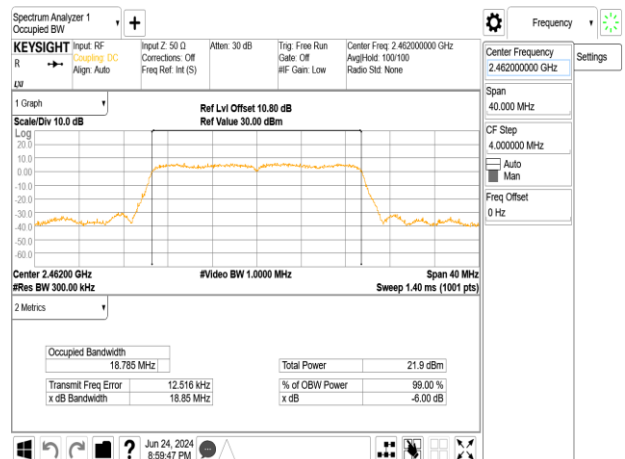 Spectrum Analyzer 1
Occupied BW
▼
+
Frequency
▼
KEYSIGHT
R
LXI
Input: RF
Coupling: DC
Align: Auto
Input Z: 50 Ω
Corrections: Off
Freq Ref: Int (S)
Atten: 30 dB
Trig: Free Run
Gate: Off
#IF Gain: Low
Center Freq: 2.462000000 GHz
Avg|Hold: 100/100
Radio Std: None
Center Frequency
2.462000000 GHz
Settings
Span
40.000 MHz
CF Step
4.000000 MHz
Auto
Man
Freq Offset
0 Hz
1 Graph
▼
Scale/Div 10.0 dB
Ref Lvl Offset 10.80 dB
Ref Value 30.00 dBm
Log
20.0
10.0
0.00
-10.0
-20.0
-30.0
-40.0
-50.0
-60.0
Center 2.46200 GHz
#Res BW 300.00 kHz
#Video BW 1.0000 MHz
Span 40 MHz
Sweep 1.40 ms (1001 pts)
2 Metrics
▼
Occupied Bandwidth
18.785 MHz
Transmit Freq Error 12.516 kHz
x dB Bandwidth 18.85 MHz
Total Power 21.9 dBm
% of OBW Power 99.00 %
x dB -6.00 dB
?
Jun 24, 2024
8:59:47 PM